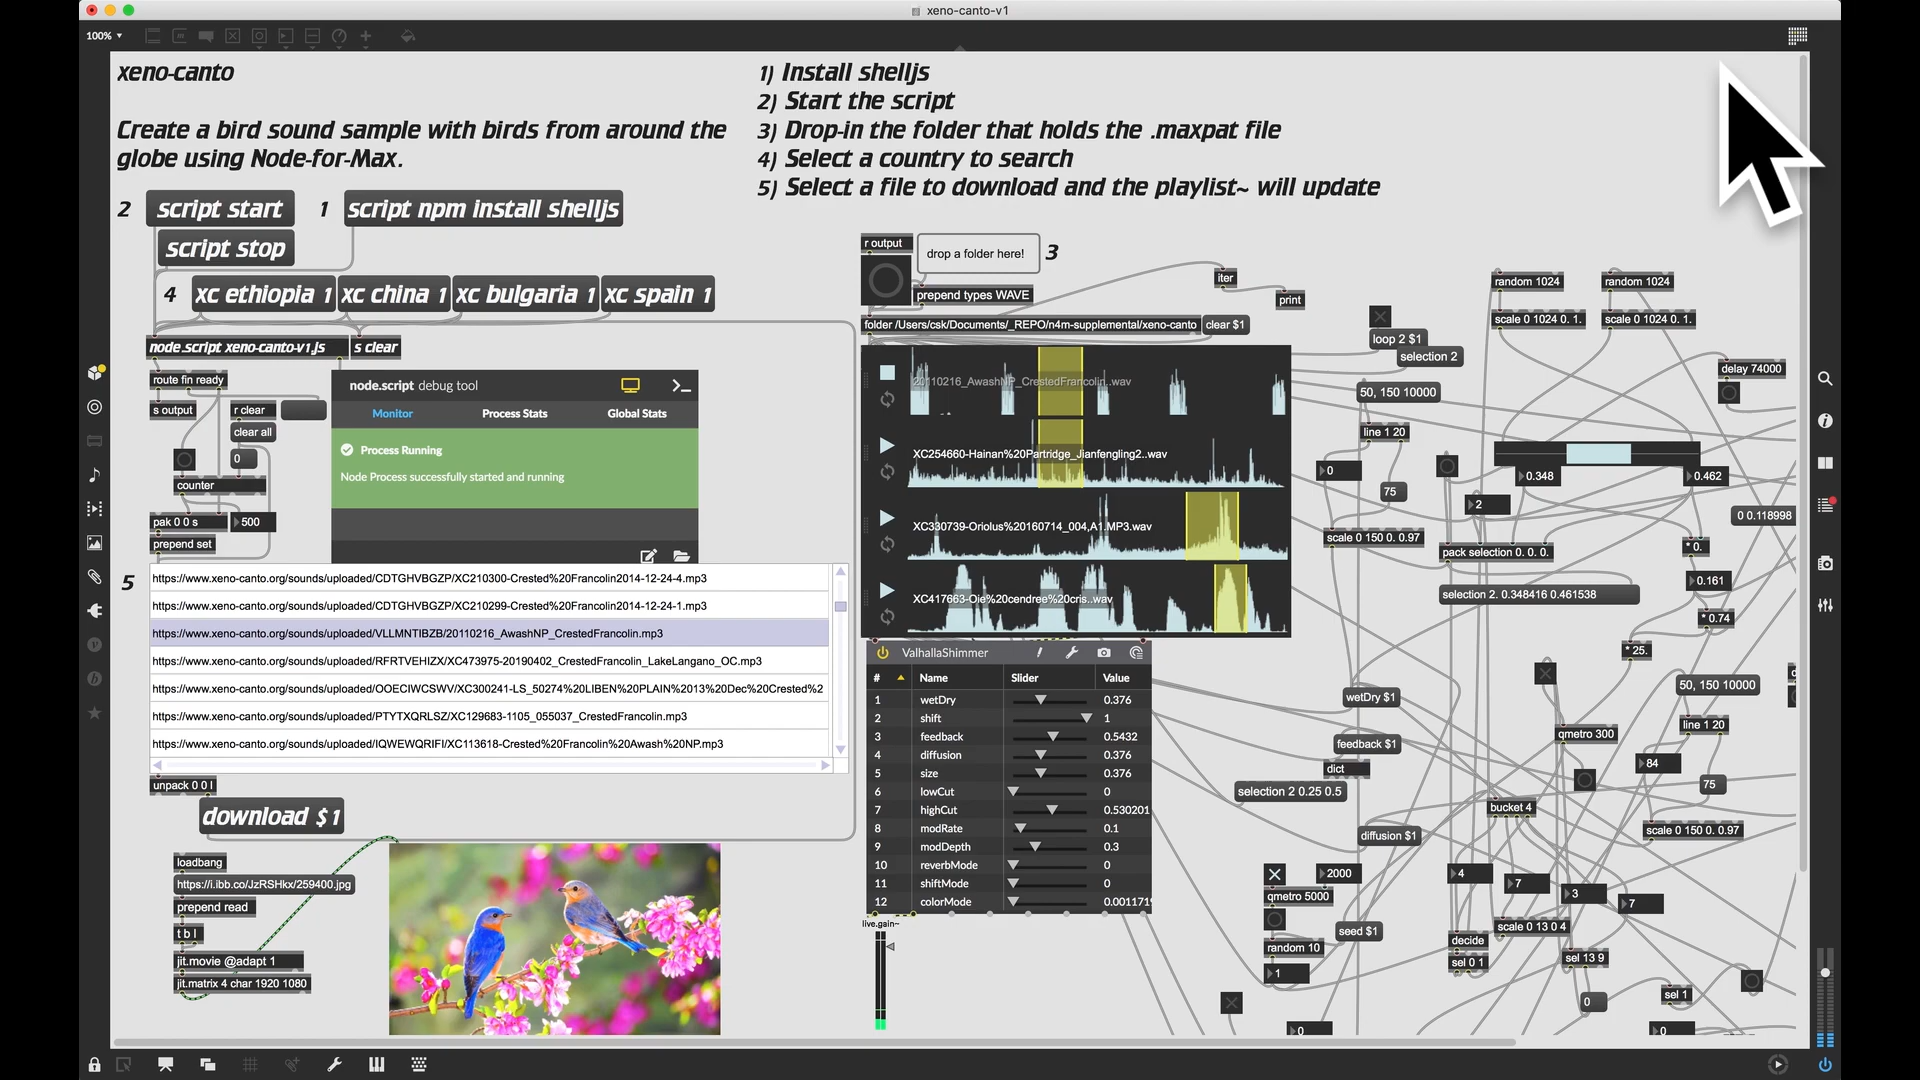 xeno-canto-v1
100%
xeno-canto
Create a bird sound sample with birds from around the
globe using Node-for-Max.
1) Install shelljs
2) Start the script
3) Drop-in the folder that holds the .maxpat file
4) Select a country to search
5) Select a file to download and the playlist~ will update
2 script start 1 script npm install shelljs
script stop
4 xc ethiopia 1 xc china 1 xc bulgaria 1 xc spain 1
node.script xeno-canto-v1.js s clear
route fin ready
s output
r clear
clear all
0
counter
pak 0 0 s 500
prepend set
node.script debug tool
Monitor Process Stats Global Stats
Process Running
Node Process successfully started and running
5
https://www.xeno-canto.org/sounds/uploaded/CDTGHVBGZP/XC210300-Crested%20Francolin2014-12-24-4.mp3
https://www.xeno-canto.org/sounds/uploaded/CDTGHVBGZP/XC210299-Crested%20Francolin2014-12-24-1.mp3
https://www.xeno-canto.org/sounds/uploaded/VLLMNTIBZB/20110216_AwashNP_CrestedFrancolin.mp3
https://www.xeno-canto.org/sounds/uploaded/RFRTVEHIZX/XC473975-20190402_CrestedFrancolin_LakeLangano_OC.mp3
https://www.xeno-canto.org/sounds/uploaded/OOECIWCSWV/XC300241-LS_50274%20LIBEN%20PLAIN%2013%20Dec%20Crested%2
https://www.xeno-canto.org/sounds/uploaded/PTYTXQRLSZ/XC129683-1105_055037_CrestedFrancolin.mp3
https://www.xeno-canto.org/sounds/uploaded/IQWEWQRIFI/XC113618-Crested%20Francolin%20Awash%20NP.mp3
unpack 0 0 l
download $1
loadbang
https://i.ibb.co/JzRSHkx/259400.jpg
prepend read
t b l
jit.movie @adapt 1
jit.matrix 4 char 1920 1080
r output
drop a folder here! 3
prepend types WAVE
folder /Users/csk/Documents/_REPO/n4m-supplemental/xeno-canto clear $1
20110216_AwashNP_CrestedFrancolin..wav
XC254660-Hainan%20Partridge_Jianfengling2..wav
XC330739-Oriolus%20160714_004,A1.MP3.wav
XC417663-Oie%20cendree%20cris..wav
ValhallaShimmer
# Name Slider Value
1 wetDry 0.376
2 shift 1
3 feedback 0.5432
4 diffusion 0.376
5 size 0.376
6 lowCut 0
7 highCut 0.530201
8 modRate 0.1
9 modDepth 0.3
10 reverbMode 0
11 shiftMode 0
12 colorMode 0.001171
live.gain~
iter
print
loop 2 $1
selection 2
50, 150 10000
line 1 20
0
75
scale 0 150 0. 0.97
random 1024 random 1024
scale 0 1024 0. 1. scale 0 1024 0. 1.
delay 74000
0.348 0.462
2
0 0.118998
pack selection 0. 0. 0.
* 0.
0.161
selection 2. 0.348416 0.461538
* 0.74
* 25.
50, 150 10000
line 1 20
wetDry $1
qmetro 300
feedback $1
dict
84
75
selection 2 0.25 0.5
bucket 4
scale 0 150 0. 0.97
diffusion $1
2000
qmetro 5000
4 7 3 7
seed $1
scale 0 13 0 4
random 10
decide
1
sel 0 1
sel 13 9
0
sel 1
0
0